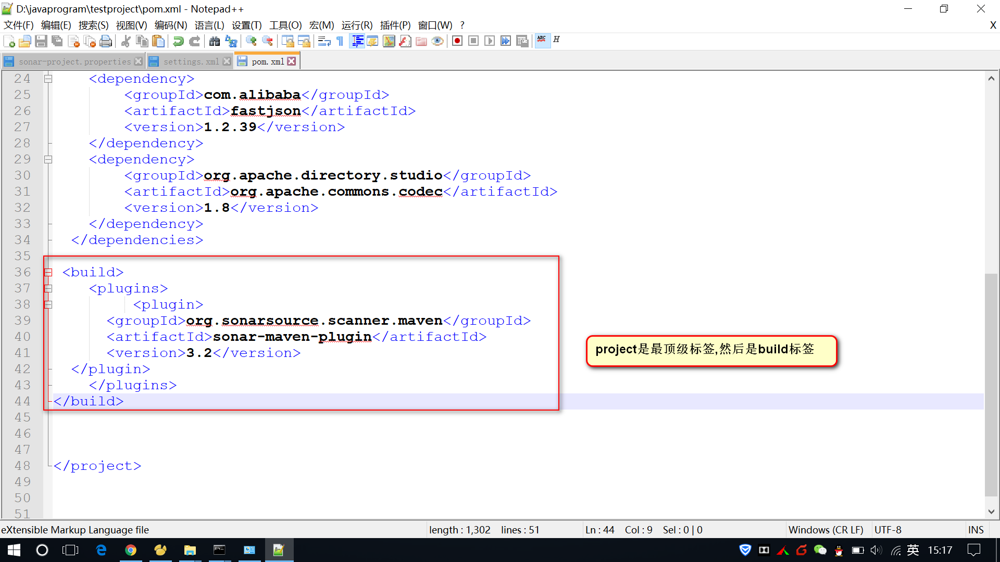 D:\javaprogram\testproject\pom.xml - Notepad++
文件(F) 编辑(E) 搜索(S) 视图(V) 编码(N) 语言(L) 设置(T) 工具(O) 宏(M) 运行(R) 插件(P) 窗口(W) ? X
ABC H
sonar-project.properties settings.xml pom.xml
24 <dependency>
25 <groupId>com.alibaba</groupId>
26 <artifactId>fastjson</artifactId>
27 <version>1.2.39</version>
28 </dependency>
29 <dependency>
30 <groupId>org.apache.directory.studio</groupId>
31 <artifactId>org.apache.commons.codec</artifactId>
32 <version>1.8</version>
33 </dependency>
34 </dependencies>
35
36 <build>
37 <plugins>
38 <plugin>
39 <groupId>org.sonarsource.scanner.maven</groupId>
40 <artifactId>sonar-maven-plugin</artifactId>
41 <version>3.2</version>
42 </plugin>
43 </plugins>
44 </build>
45
46
47
48 </project>
49
50
51
project是最顶级标签,然后是build标签
eXtensible Markup Language file length : 1,302 lines : 51 Ln : 44 Col : 9 Sel : 0 | 0 Windows (CR LF) UTF-8 INS
英 15:17